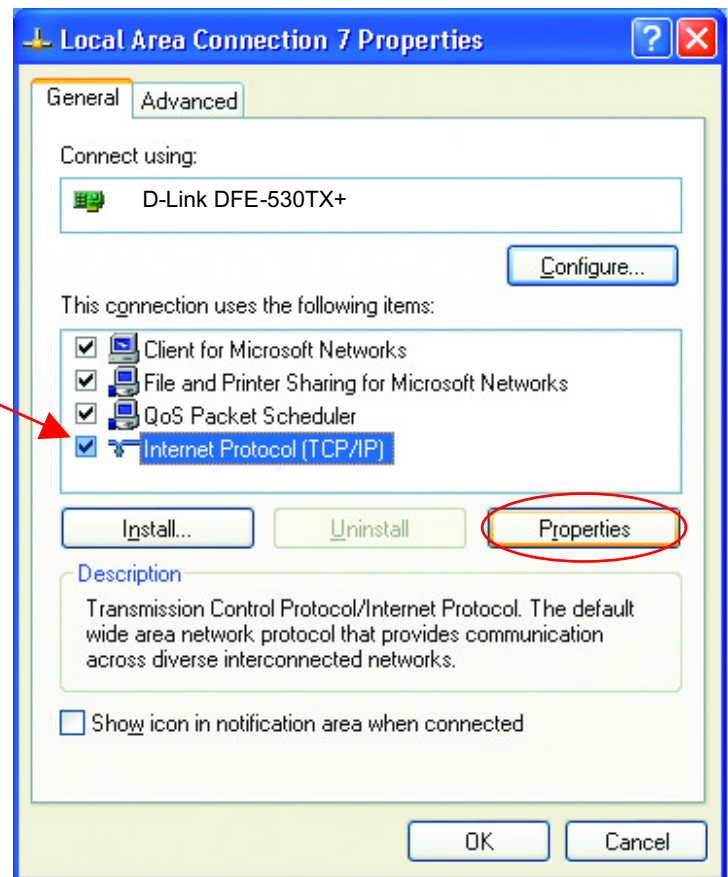 Local Area Connection 7 Properties
?
General
Advanced
Connect using:
D-Link DFE-530TX+
Configure...
This connection uses the following items:
Client for Microsoft Networks
File and Printer Sharing for Microsoft Networks
QoS Packet Scheduler
Internet Protocol (TCP/IP)
Install...
Uninstall
Properties
Description
Transmission Control Protocol/Internet Protocol. The default
wide area network protocol that provides communication
across diverse interconnected networks.
Show icon in notification area when connected
OK
Cancel